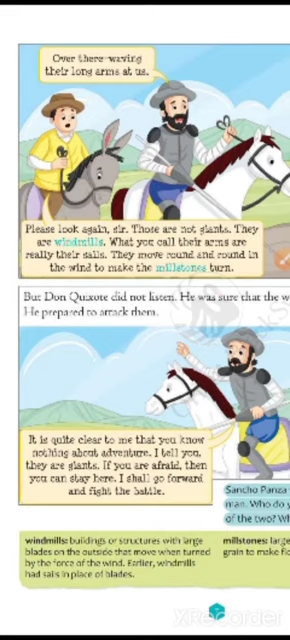 Over there–waving
their long arms at us.
Please look again, sir. Those are not giants. They
are windmills. What you call their arms are
really their sails. They move round and round in
the wind to make the millstones turn.
But Don Quixote did not listen. He was sure that the w
He prepared to attack them.
It is quite clear to me that you know
nothing about adventure. I tell you,
they are giants. If you are afraid, then
you can stay here. I shall go forward
and fight the battle.
Sancho Panza
man. Who do y
of the two? Wh
windmills: buildings or structures with large
blades on the outside that move when turned
by the force of the wind. Earlier, windmills
had sails in place of blades.
millstones: large
grain to make flo
XRecorder